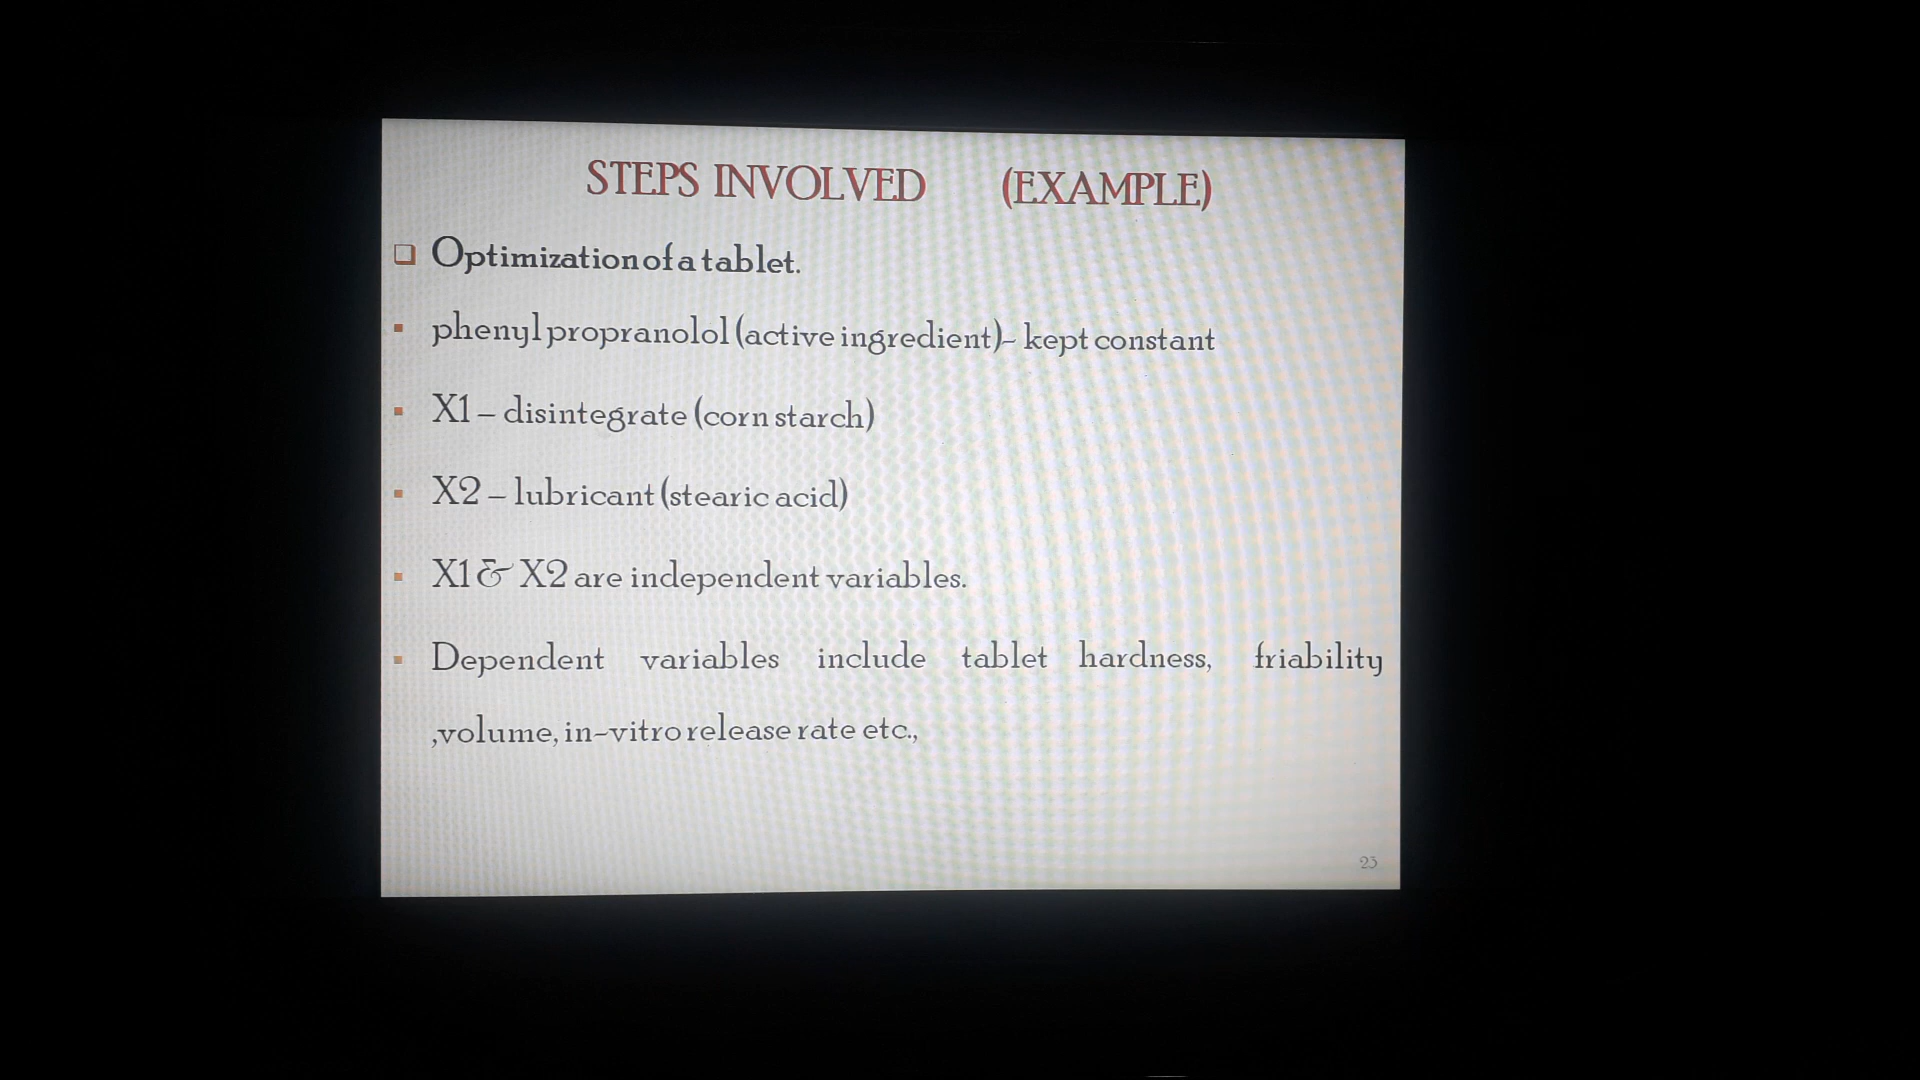 STEPS INVOLVED (EXAMPLE)
Optimization of a tablet.
phenyl propranolol (active ingredient)- kept constant
X1 – disintegrate (corn starch)
X2 – lubricant (stearic acid)
X1 & X2 are independent variables.
Dependent variables include tablet hardness, friability
,volume, in-vitro release rate etc.,
23